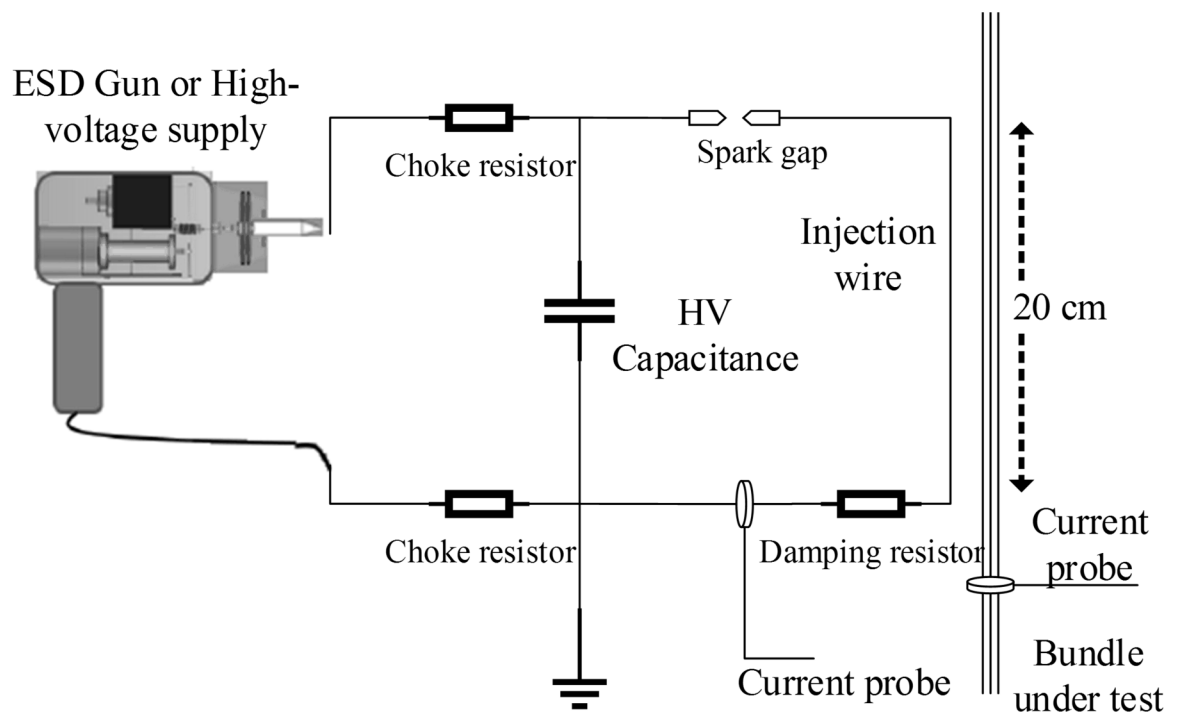 ESD Gun or High-
voltage supply
Choke resistor
Spark gap
Injection
wire
20 cm
HV
Capacitance
Choke resistor
Damping resistor
Current
probe
Current probe
Bundle
under test